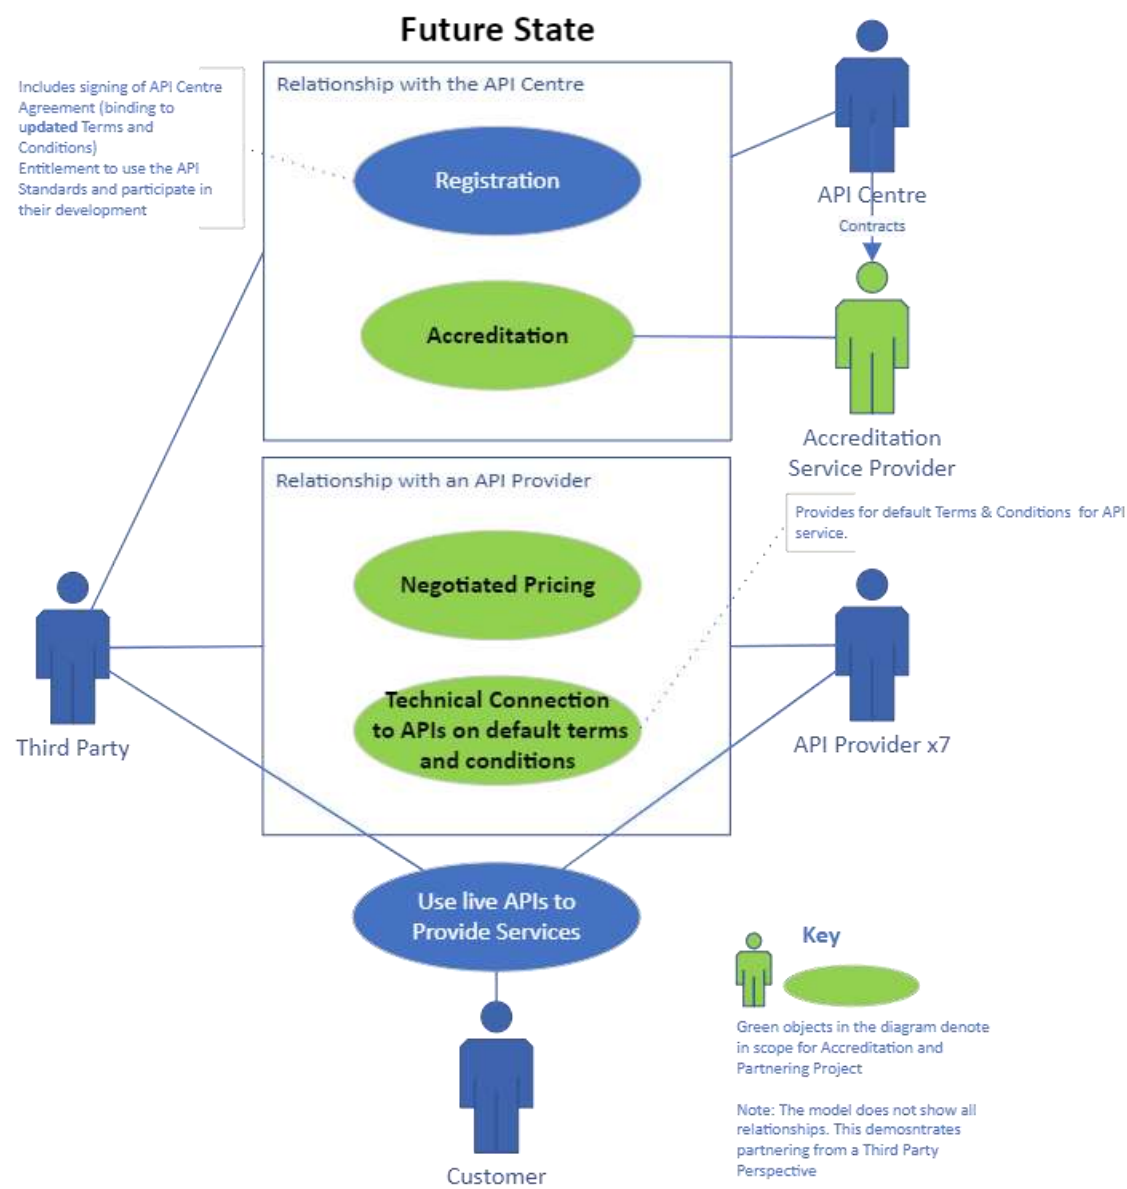 Future State
Relationship with the API Centre
Includes signing of API Centre
Agreement (binding to
updated Terms and
Conditions)
Entitlement to use the API
Standards and participate in
their development
Registration
API Centre
Contracts
Accreditation
Accreditation
Service Provider
Relationship with an API Provider
Provides for default Terms & Conditions for API
service.
Negotiated Pricing
Technical Connection
to APIs on default terms
and conditions
Third Party
API Provider x7
Use live APIs to
Provide Services
Customer
Key
Green objects in the diagram denote
in scope for Accreditation and
Partnering Project
Note: The model does not show all
relationships. This demosntrates
partnering from a Third Party
Perspective